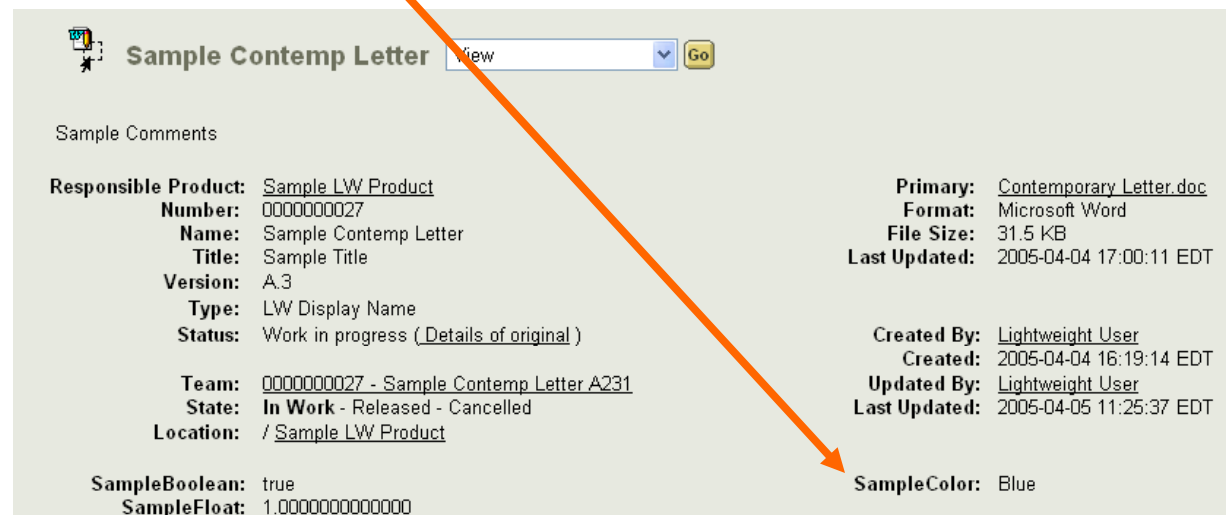 Sample Contemp Letter View Go
Sample Comments
Responsible Product: Sample LW Product
Number: 0000000027
Name: Sample Contemp Letter
Title: Sample Title
Version: A.3
Type: LW Display Name
Status: Work in progress ( Details of original )
Team: 0000000027 - Sample Contemp Letter A231
State: In Work - Released - Cancelled
Location: / Sample LW Product
SampleBoolean: true
SampleFloat: 1.0000000000000
Primary: Contemporary Letter.doc
Format: Microsoft Word
File Size: 31.5 KB
Last Updated: 2005-04-04 17:00:11 EDT
Created By: Lightweight User
Created: 2005-04-04 16:19:14 EDT
Updated By: Lightweight User
Last Updated: 2005-04-05 11:25:37 EDT
SampleColor: Blue